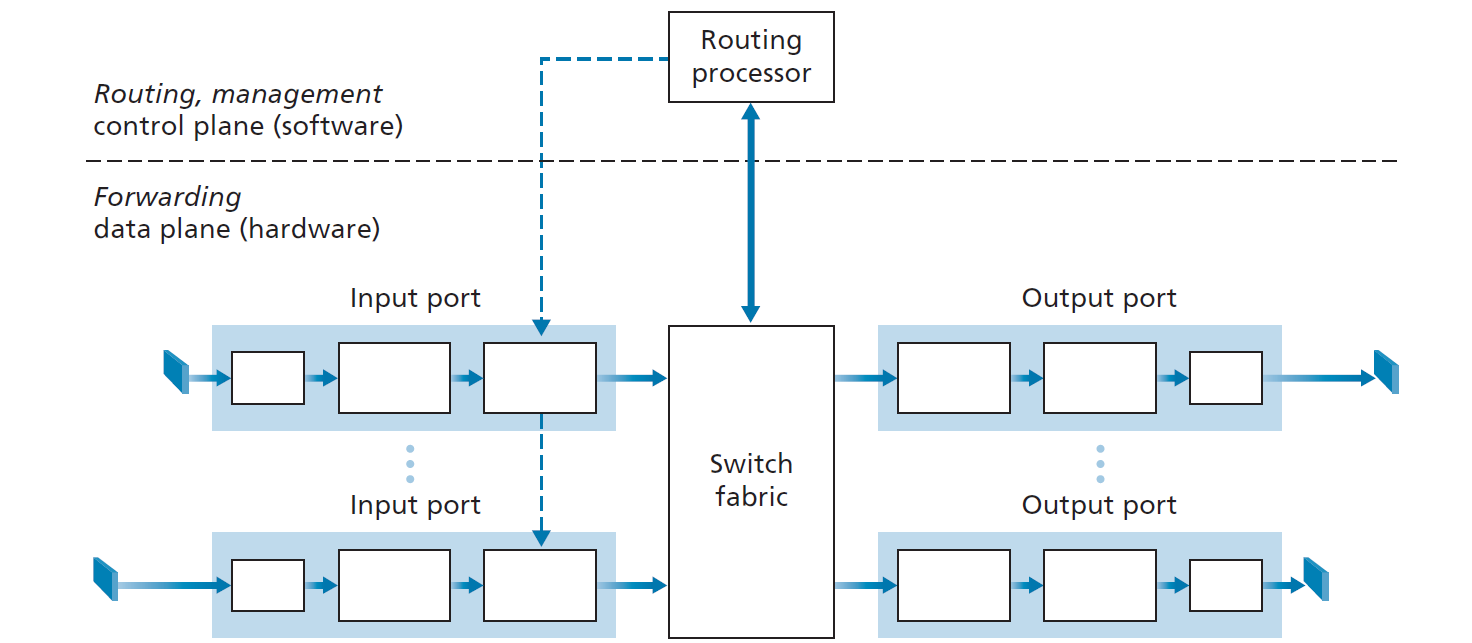 Routing
processor
Routing, management
control plane (software)
Forwarding
data plane (hardware)
Input port
Output port
Switch
fabric
Input port
Output port